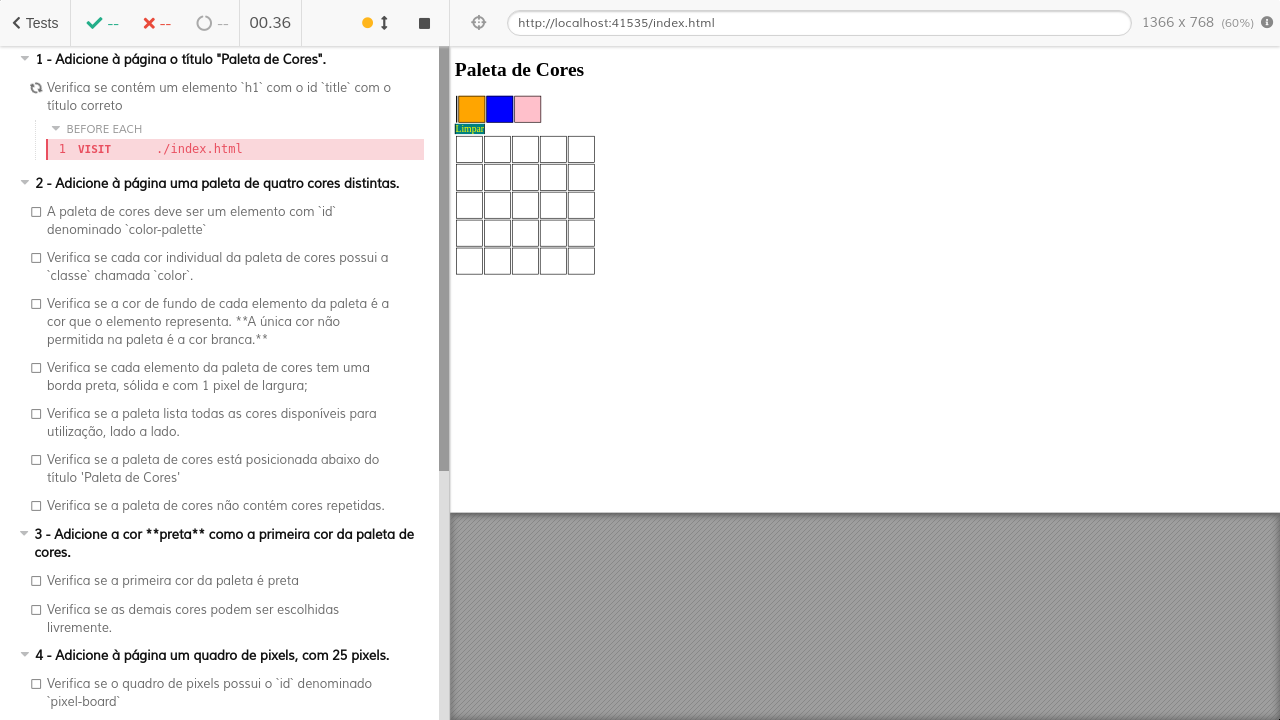 Tests
--
--
--
00.36
http://localhost:41535/index.html
1366 x 768 (60%)
1 - Adicione à página o título "Paleta de Cores".
Verifica se contém um elemento `h1` com o id `title` com o
título correto
BEFORE EACH
1 VISIT ./index.html
2 - Adicione à página uma paleta de quatro cores distintas.
A paleta de cores deve ser um elemento com `id`
denominado `color-palette`
Verifica se cada cor individual da paleta de cores possui a
`classe` chamada `color`.
Verifica se a cor de fundo de cada elemento da paleta é a
cor que o elemento representa. **A única cor não
permitida na paleta é a cor branca.**
Verifica se cada elemento da paleta de cores tem uma
borda preta, sólida e com 1 pixel de largura;
Verifica se a paleta lista todas as cores disponíveis para
utilização, lado a lado.
Verifica se a paleta de cores está posicionada abaixo do
título 'Paleta de Cores'
Verifica se a paleta de cores não contém cores repetidas.
3 - Adicione a cor **preta** como a primeira cor da paleta de
cores.
Verifica se a primeira cor da paleta é preta
Verifica se as demais cores podem ser escolhidas
livremente.
4 - Adicione à página um quadro de pixels, com 25 pixels.
Verifica se o quadro de pixels possui o `id` denominado
`pixel-board`
Paleta de Cores
Limpar